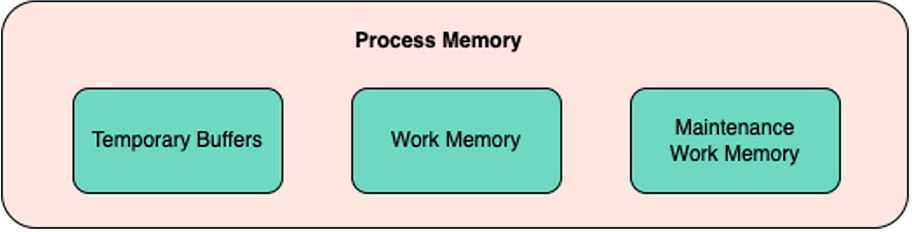 Process Memory
Temporary Buffers
Work Memory
Maintenance
Work Memory